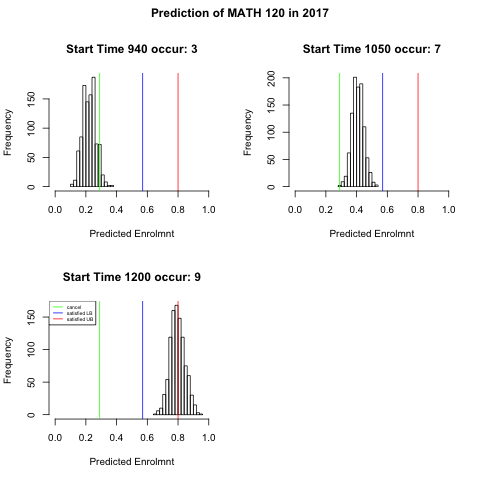 Prediction of MATH 120 in 2017
Start Time 940 occur: 3
Frequency
0 50 100 150
0.0 0.2 0.4 0.6 0.8 1.0
Predicted Enrolmnt
Start Time 1050 occur: 7
Frequency
0 50 100 150 200
0.0 0.2 0.4 0.6 0.8 1.0
Predicted Enrolmnt
Start Time 1200 occur: 9
cancel
satisfied LB
satisfied UB
Frequency
0 50 100 150
0.0 0.2 0.4 0.6 0.8 1.0
Predicted Enrolmnt